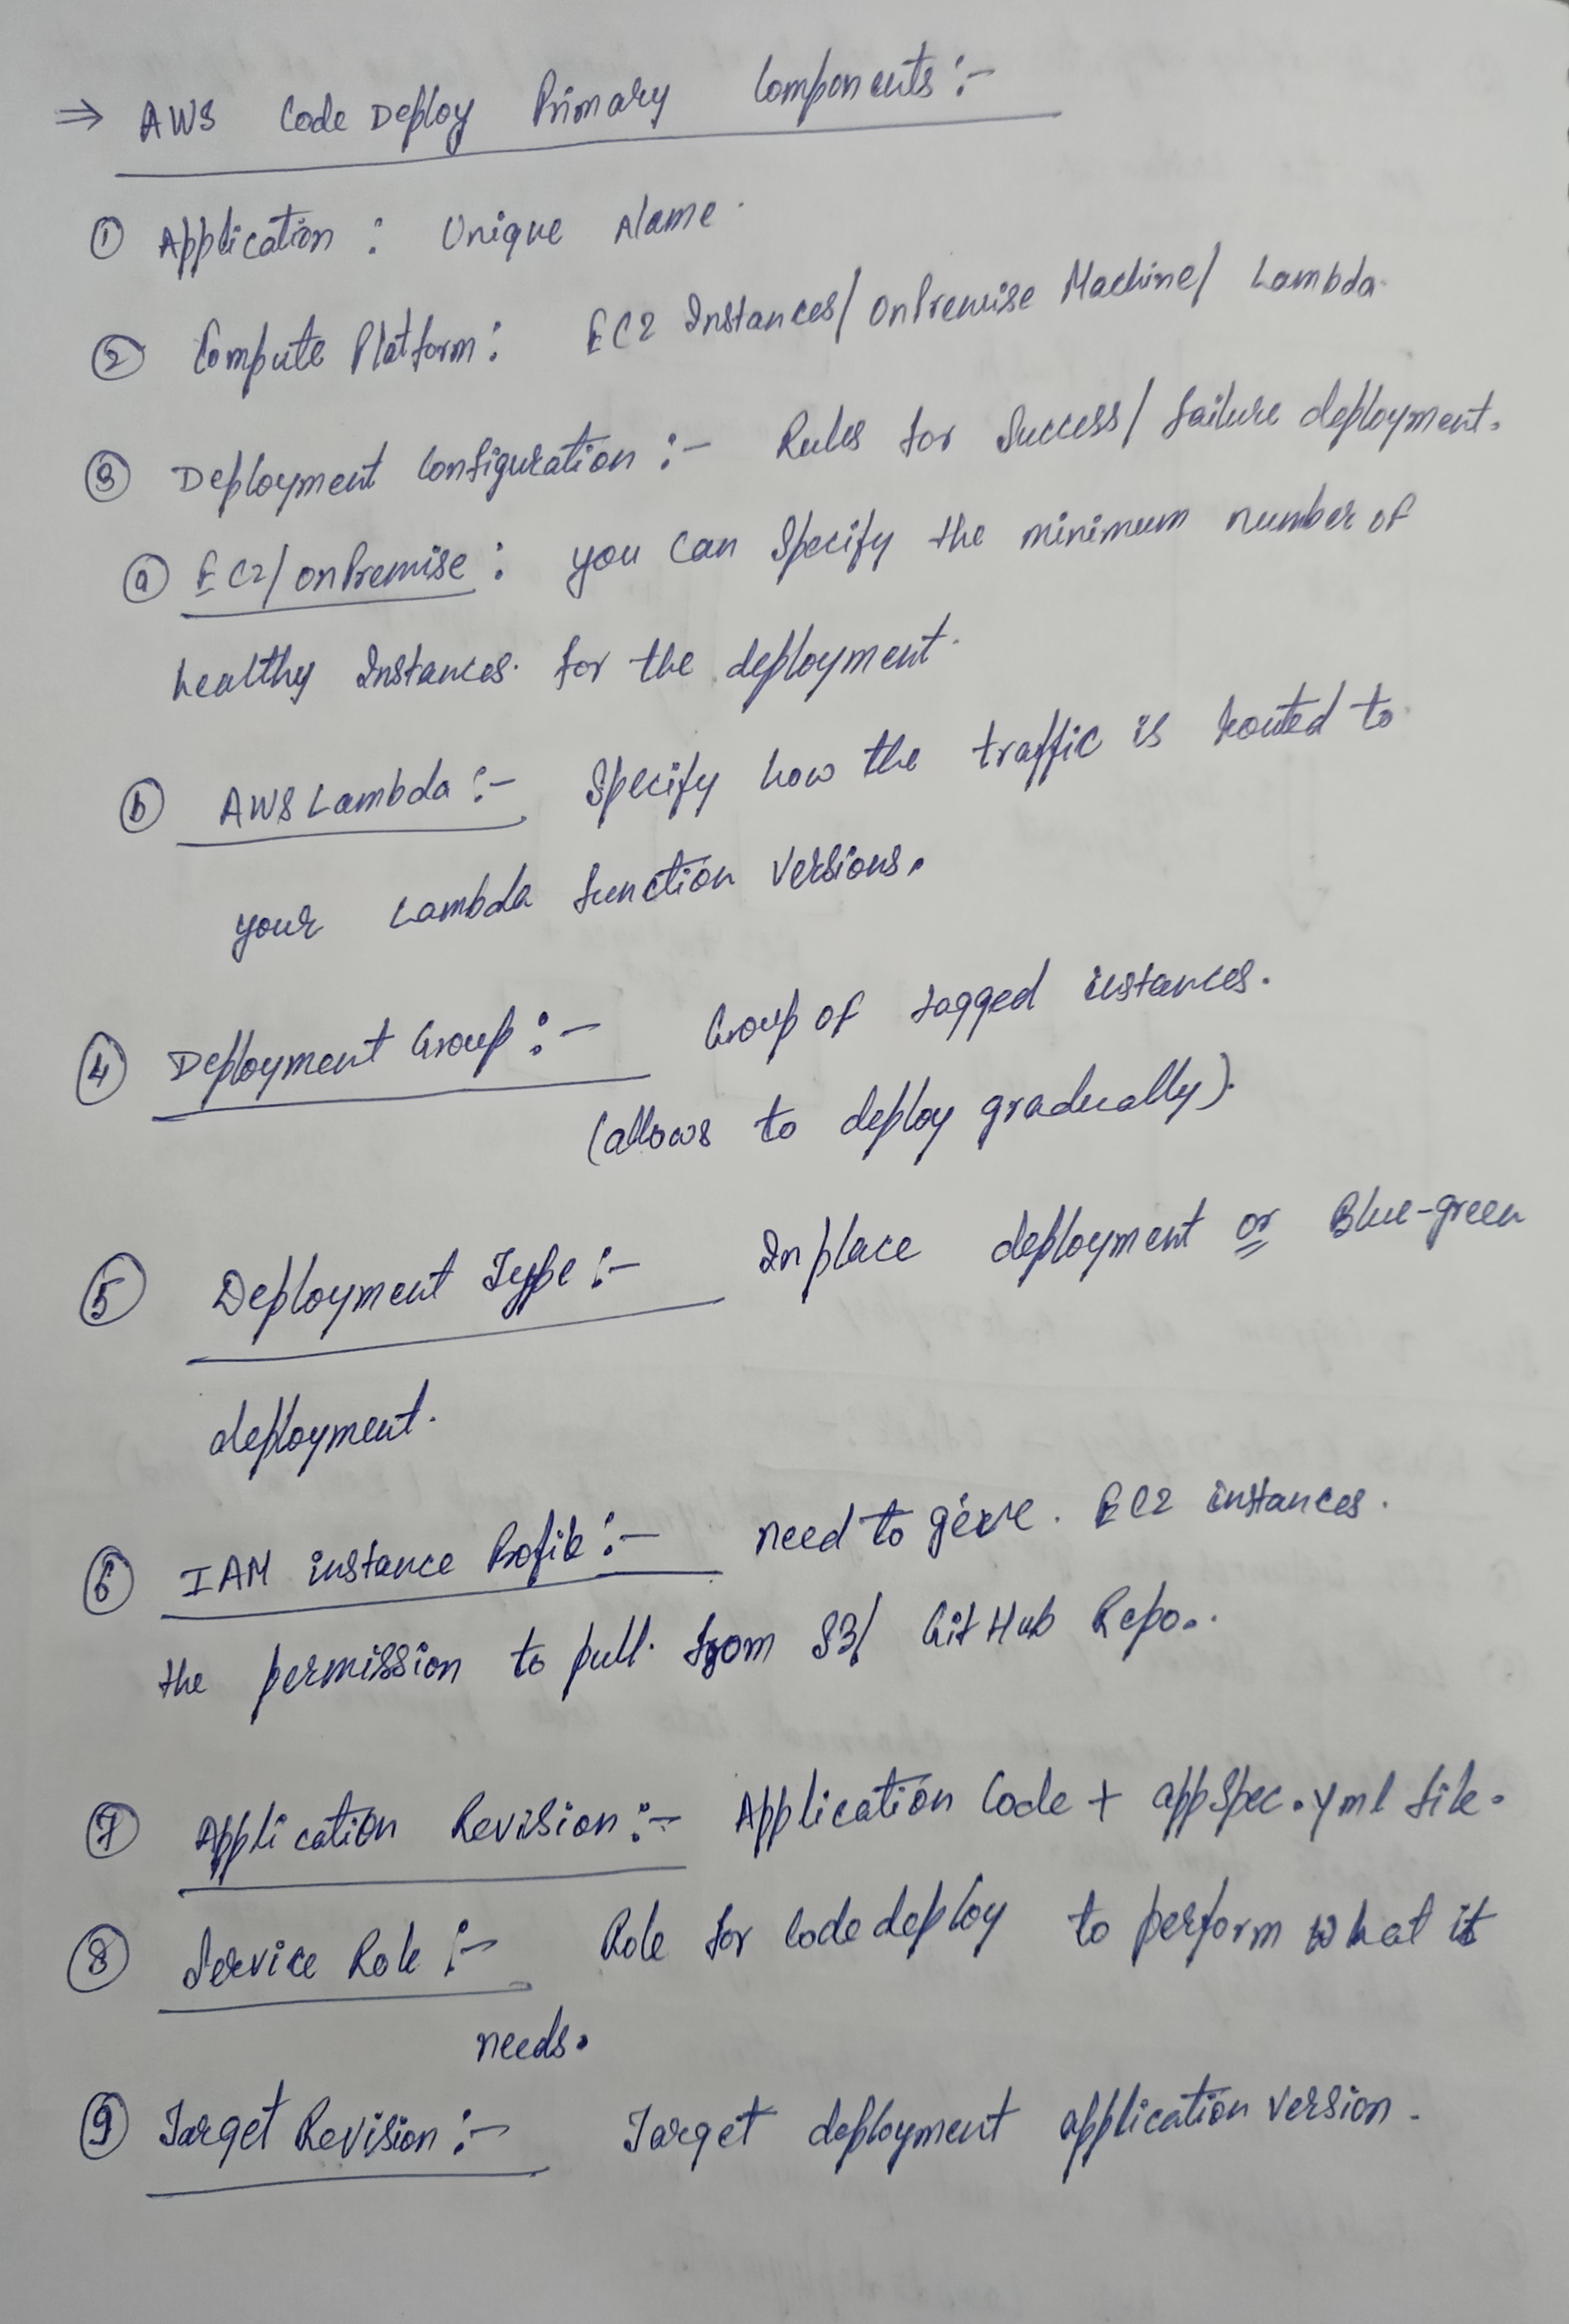 ⇒ AWS Code Deploy Primary Components :-
① Application : Unique Name.
② Compute Platform : EC2 Instances/ OnPremise Machine/ Lambda.
③ Deployment Configuration :- Rules for Success/ failure deployment.
ⓐ EC2/ OnPremise : you can Specify the minimum number of
healthy Instances. for the deployment.
ⓑ AWS Lambda :- Specify how the traffic is routed to
your Lambda function versions.
④ Deployment Group :- Group of tagged instances.
(allows to deploy gradually).
⑤ Deployment Type :- Inplace deployment or Blue-green
deployment.
⑥ IAM instance Profile :- need to give. EC2 instances.
the permission to pull. from S3/ GitHub Repo..
⑦ Application Revision :- Application Code + appspec.yml file.
⑧ Service Role :- Role for Code deploy to perform what it
needs.
⑨ Target Revision :- Target deployment application version.